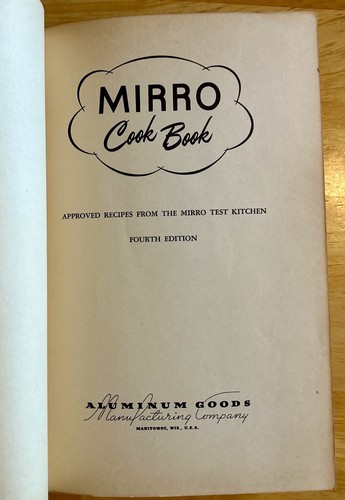 MIRRO
Cook Book
APPROVED RECIPES FROM THE MIRRO TEST KITCHEN
FOURTH EDITION
ALUMINUM GOODS
Manufacturing Company
MANITOWOC, WIS., U.S.A.